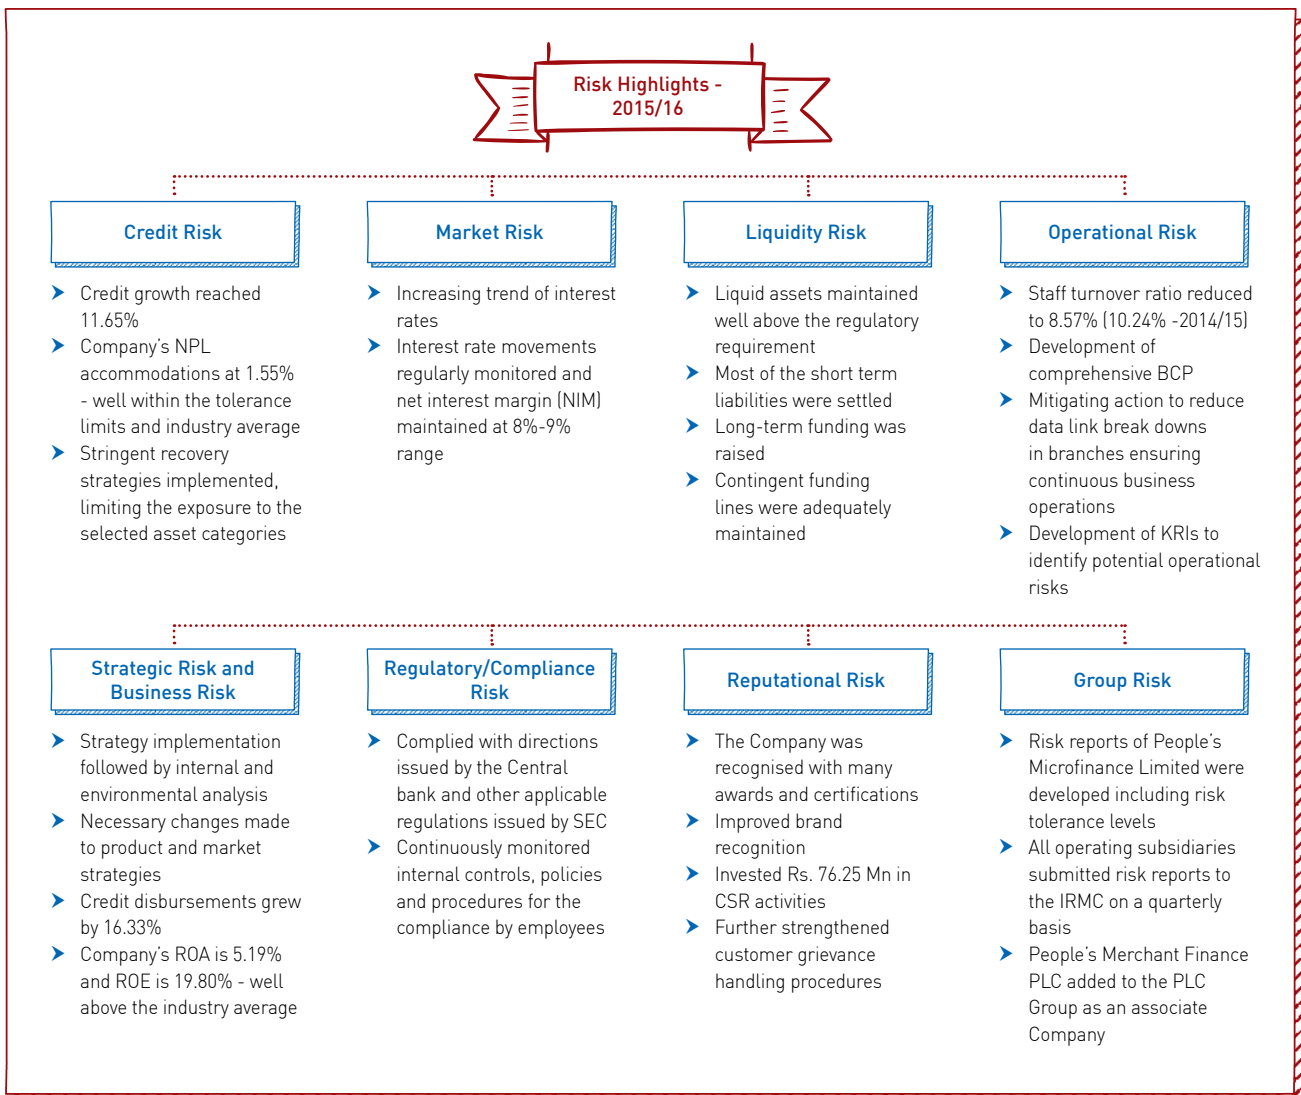 Risk Highlights -
2015/16
Credit Risk
Credit growth reached
11.65%
Company's NPL
accommodations at 1.55%
- well within the tolerance
limits and industry average
Stringent recovery
strategies implemented,
limiting the exposure to the
selected asset categories
Market Risk
Increasing trend of interest
rates
Interest rate movements
regularly monitored and
net interest margin (NIM)
maintained at 8%-9%
range
Liquidity Risk
Liquid assets maintained
well above the regulatory
requirement
Most of the short term
liabilities were settled
Long-term funding was
raised
Contingent funding
lines were adequately
maintained
Operational Risk
Staff turnover ratio reduced
to 8.57% (10.24% -2014/15)
Development of
comprehensive BCP
Mitigating action to reduce
data link break downs
in branches ensuring
continuous business
operations
Development of KRIs to
identify potential operational
risks
Strategic Risk and
Business Risk
Strategy implementation
followed by internal and
environmental analysis
Necessary changes made
to product and market
strategies
Credit disbursements grew
by 16.33%
Company's ROA is 5.19%
and ROE is 19.80% - well
above the industry average
Regulatory/Compliance
Risk
Complied with directions
issued by the Central
bank and other applicable
regulations issued by SEC
Continuously monitored
internal controls, policies
and procedures for the
compliance by employees
Reputational Risk
The Company was
recognised with many
awards and certifications
Improved brand
recognition
Invested Rs. 76.25 Mn in
CSR activities
Further strengthened
customer grievance
handling procedures
Group Risk
Risk reports of People's
Microfinance Limited were
developed including risk
tolerance levels
All operating subsidiaries
submitted risk reports to
the IRMC on a quarterly
basis
People's Merchant Finance
PLC added to the PLC
Group as an associate
Company